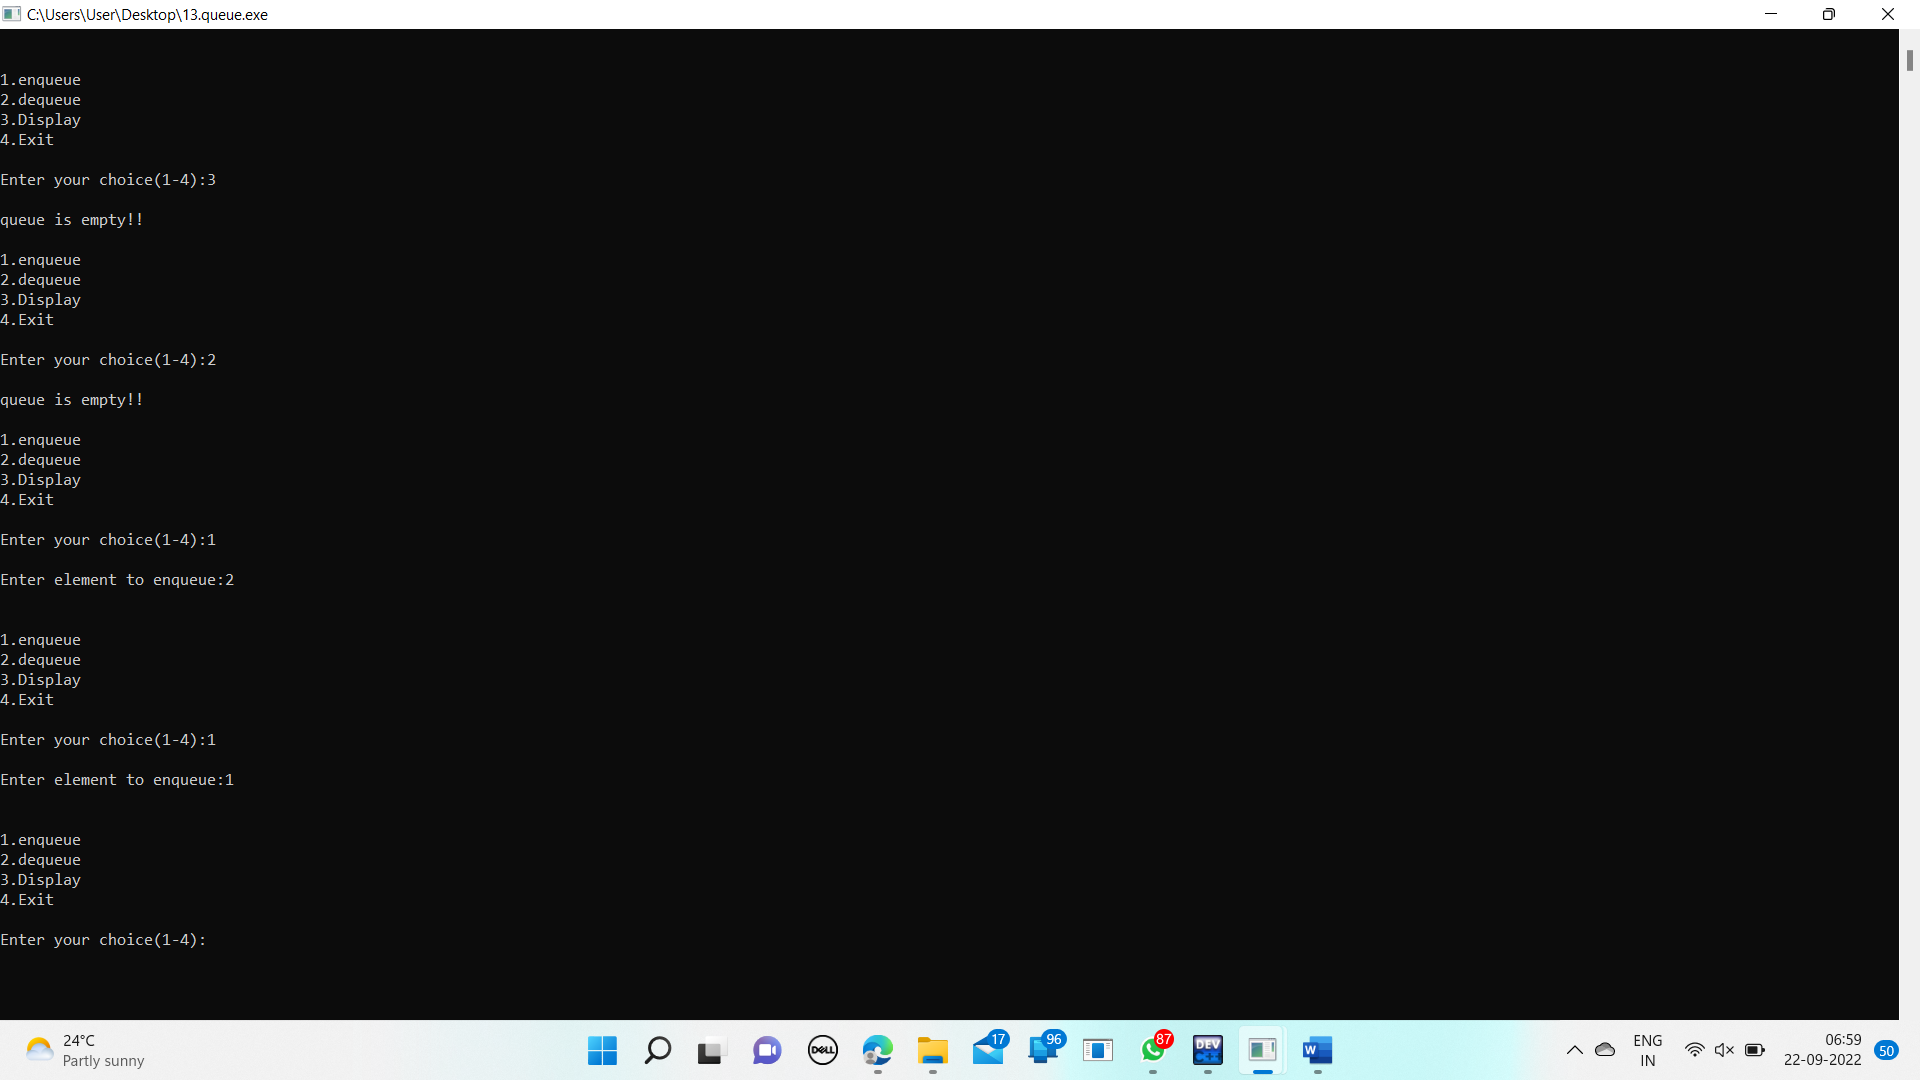 C:\Users\User\Desktop\13.queue.exe
1.enqueue
2.dequeue
3.Display
4.Exit
Enter your choice(1-4):3
queue is empty!!
1.enqueue
2.dequeue
3.Display
4.Exit
Enter your choice(1-4):2
queue is empty!!
1.enqueue
2.dequeue
3.Display
4.Exit
Enter your choice(1-4):1
Enter element to enqueue:2
1.enqueue
2.dequeue
3.Display
4.Exit
Enter your choice(1-4):1
Enter element to enqueue:1
1.enqueue
2.dequeue
3.Display
4.Exit
Enter your choice(1-4):
24°C
Partly sunny
DELL
17
96
87
DEV
C++
W
ENG
IN
06:59
22-09-2022
50